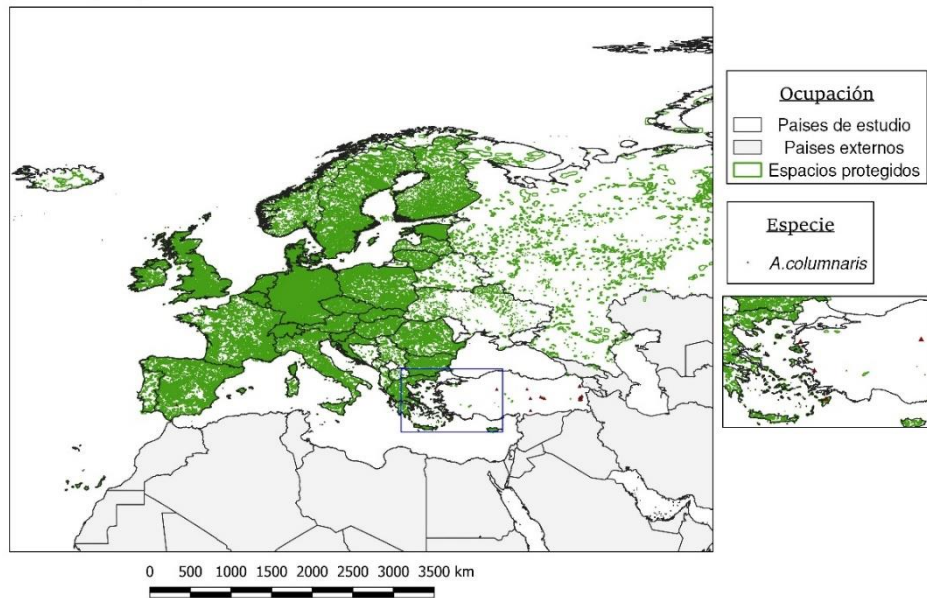 Ocupación
Paises de estudio
Paises externos
Espacios protegidos
Especie
A.columnaris
0 500 1000 1500 2000 2500 3000 3500 km